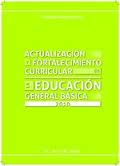 ACTUALIZACIÓN
Y FORTALECIMIENTO
CURRICULAR
DE LA EDUCACIÓN
GENERAL BÁSICA
2010